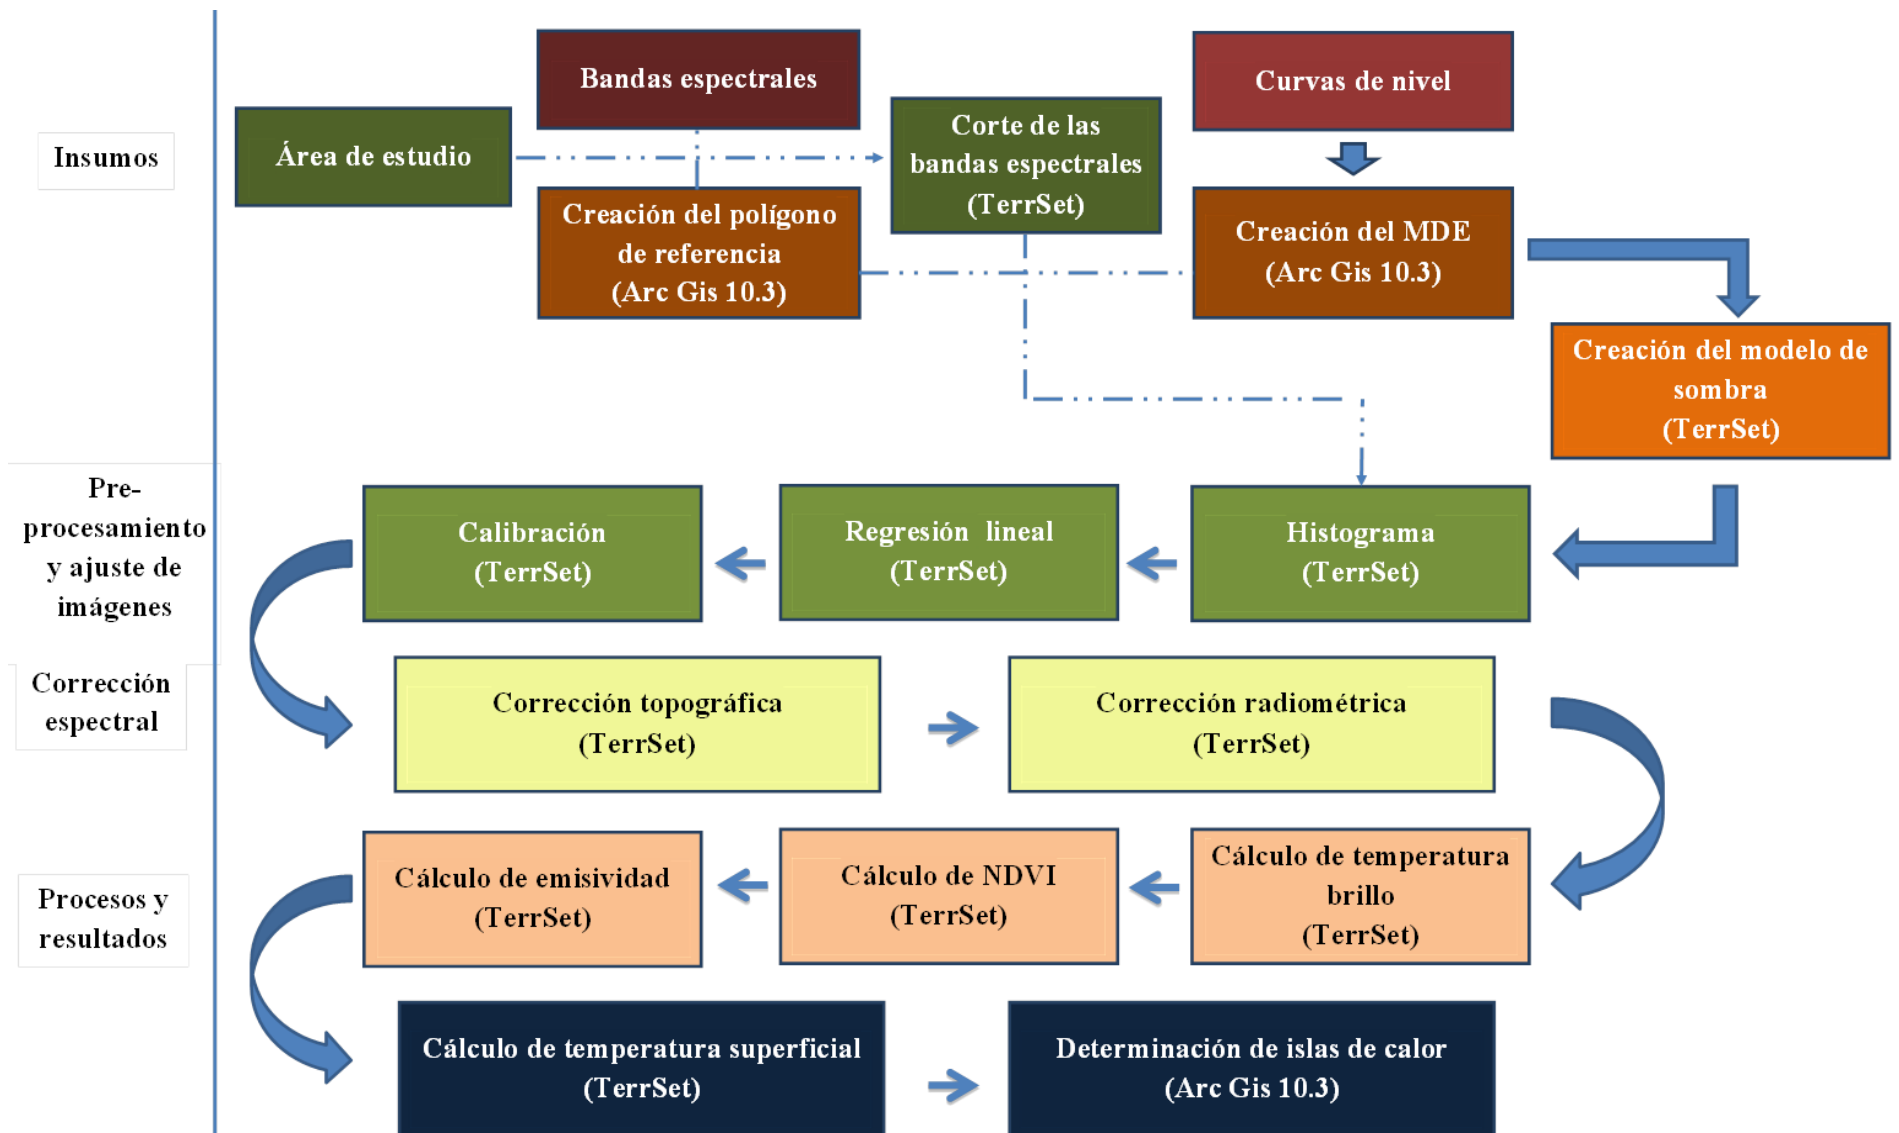 Insumos
Bandas espectrales
Curvas de nivel
Área de estudio
Corte de las
bandas espectrales
(TerrSet)
Creación del polígono
de referencia
(Arc Gis 10.3)
Creación del MDE
(Arc Gis 10.3)
Creación del modelo de
sombra
(TerrSet)
Pre-
procesamiento
y ajuste de
imágenes
Calibración
(TerrSet)
Regresión lineal
(TerrSet)
Histograma
(TerrSet)
Corrección
espectral
Corrección topográfica
(TerrSet)
Corrección radiométrica
(TerrSet)
Procesos y
resultados
Cálculo de emisividad
(TerrSet)
Cálculo de NDVI
(TerrSet)
Cálculo de temperatura
brillo
(TerrSet)
Cálculo de temperatura superficial
(TerrSet)
Determinación de islas de calor
(Arc Gis 10.3)